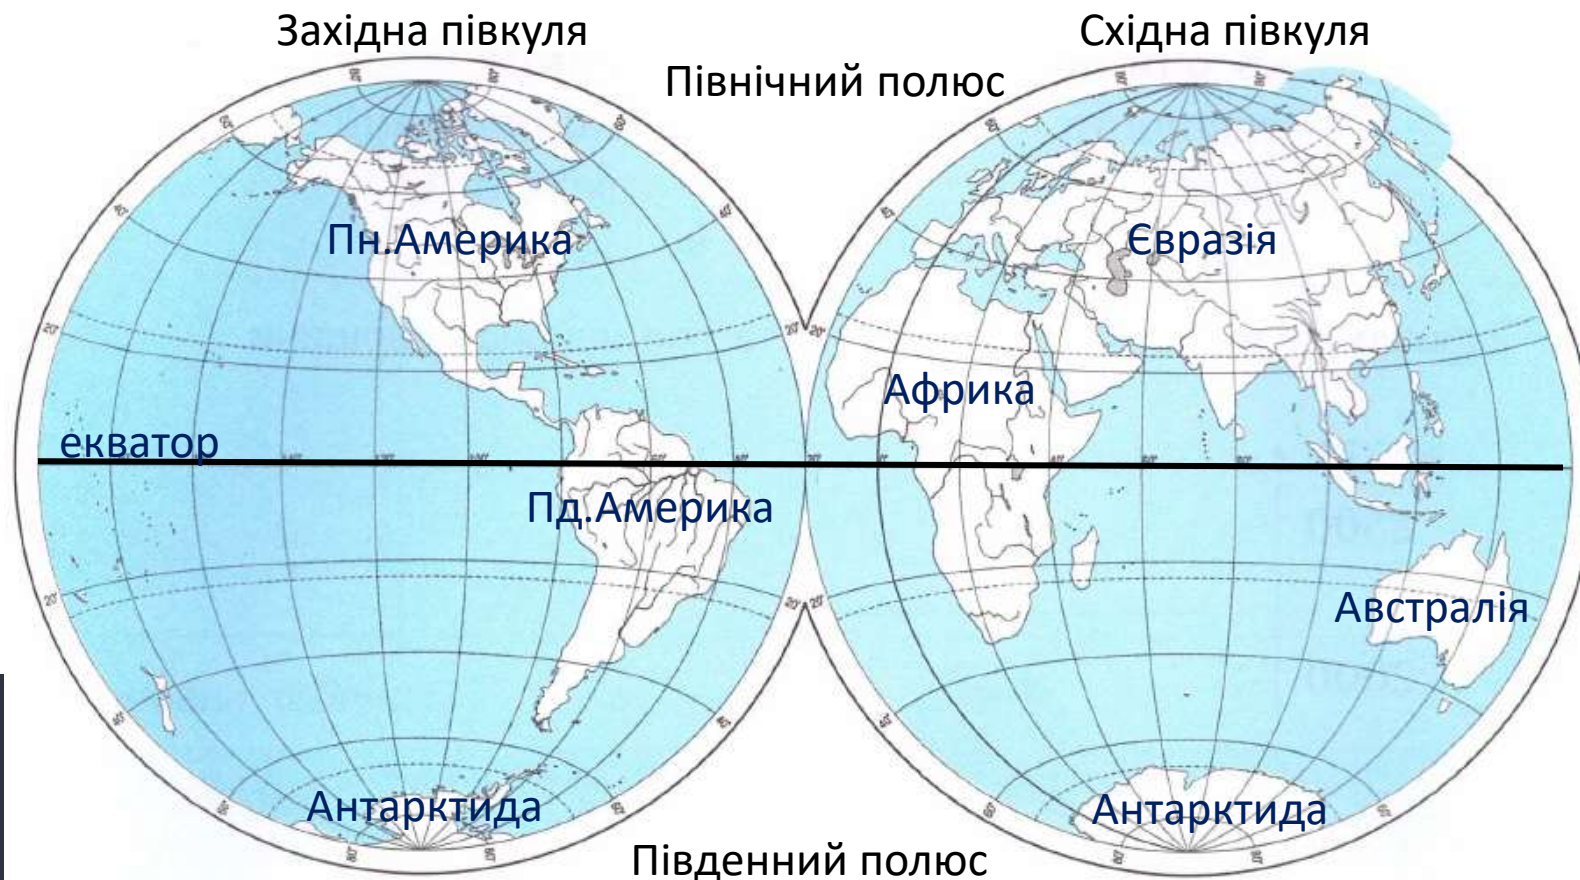 Західна півкуля
Східна півкуля
Північний полюс
Пн.Америка
Євразія
Африка
екватор
Пд.Америка
Австралія
Антарктида
Антарктида
Південний полюс